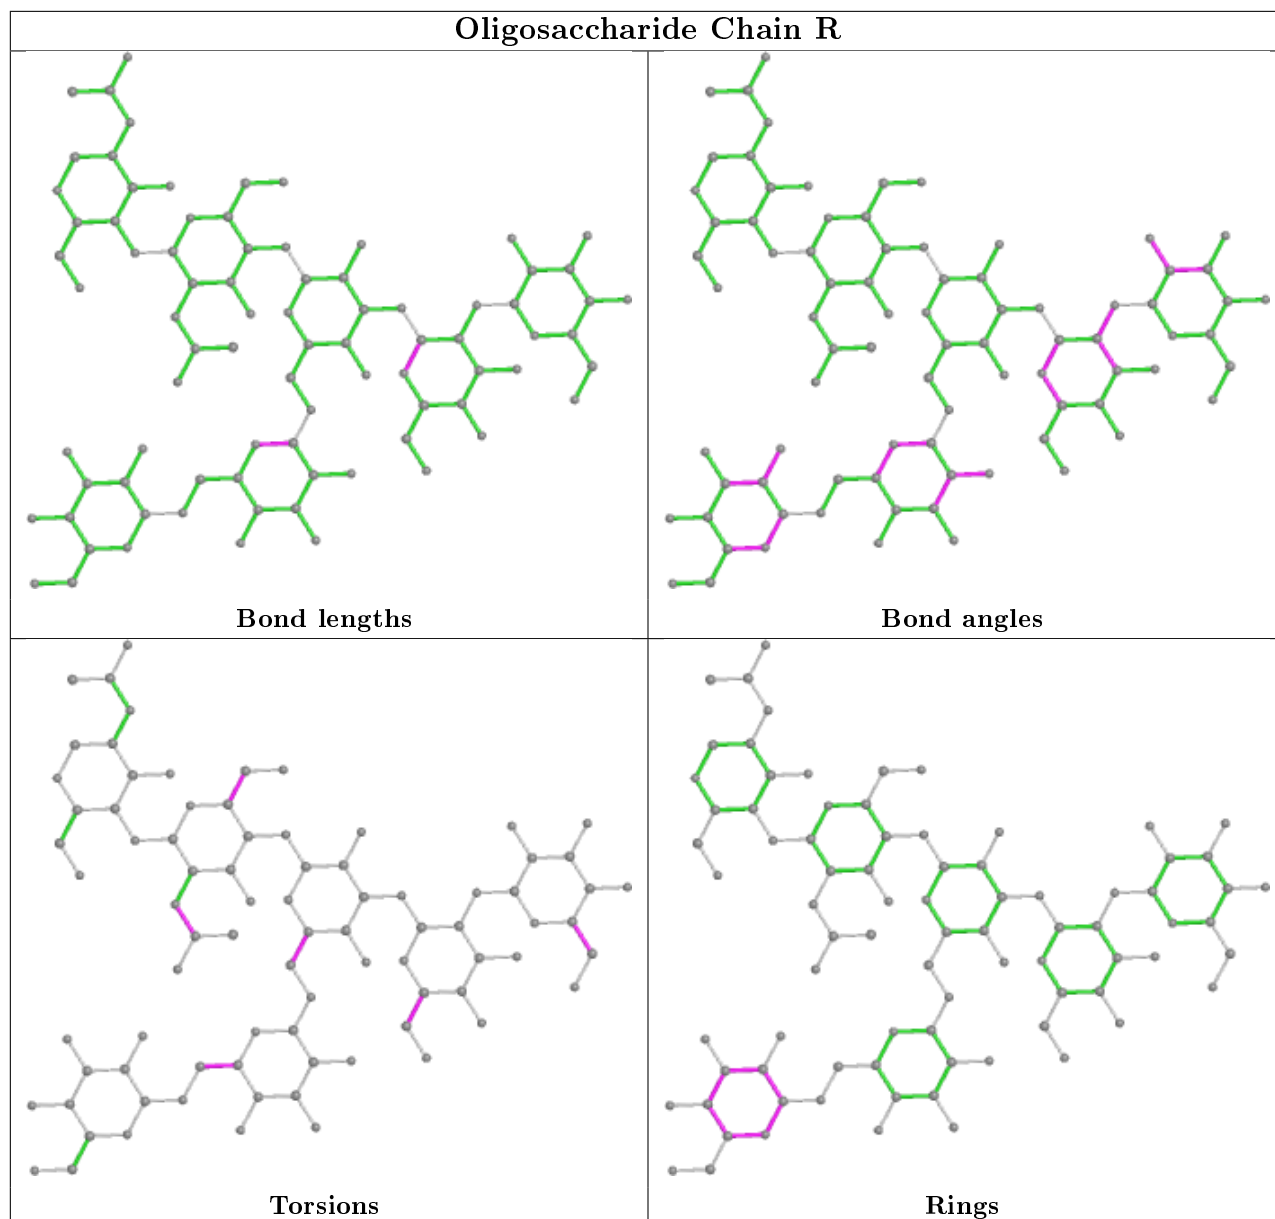 Oligosaccharide Chain R
Bond lengths
Bond angles
Torsions
Rings